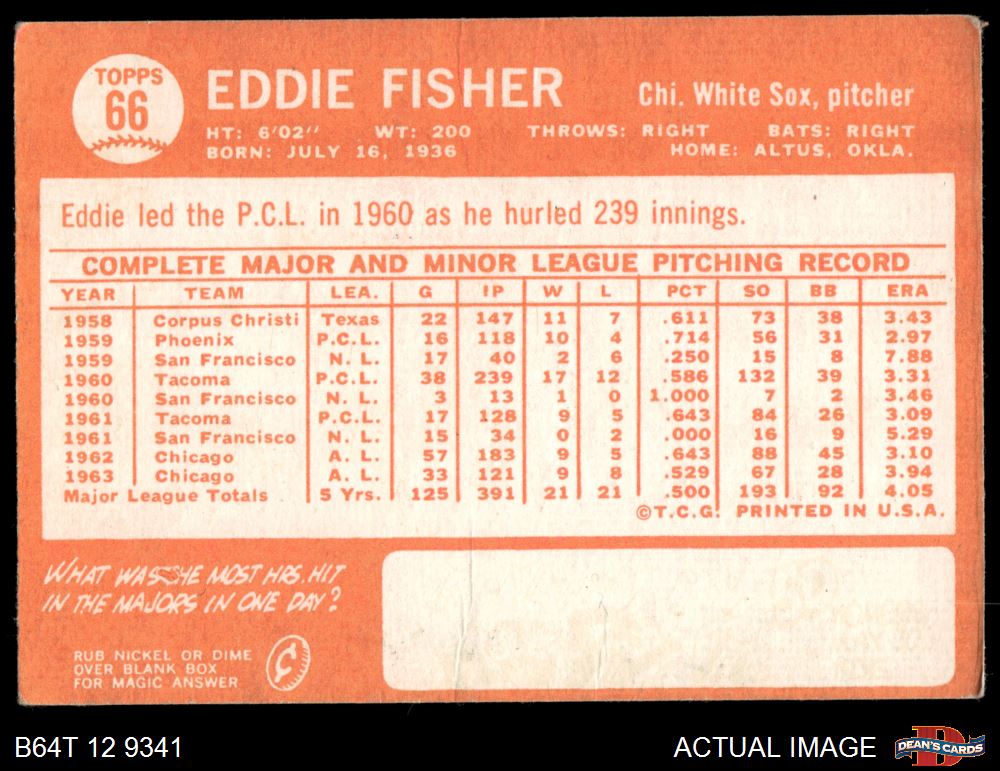 TOPPS
66
EDDIE FISHER
Chi. White Sox, pitcher
HT: 6'02" WT: 200 THROWS: RIGHT BATS: RIGHT
BORN: JULY 16, 1936 HOME: ALTUS, OKLA.
Eddie led the P.C.L. in 1960 as he hurled 239 innings.
COMPLETE MAJOR AND MINOR LEAGUE PITCHING RECORD
YEAR TEAM LEA. G IP W L PCT SO BB ERA
1958 Corpus Christi Texas 22 147 11 7 .611 73 38 3.43
1959 Phoenix P.C.L. 16 118 10 4 .714 56 31 2.97
1959 San Francisco N. L. 17 40 2 6 .250 15 8 7.88
1960 Tacoma P.C.L. 38 239 17 12 .586 132 39 3.31
1960 San Francisco N. L. 3 13 1 0 1.000 7 2 3.46
1961 Tacoma P.C.L. 17 128 9 5 .643 84 26 3.09
1961 San Francisco N. L. 15 34 0 2 .000 16 9 5.29
1962 Chicago A. L. 57 183 9 5 .643 88 45 3.10
1963 Chicago A. L. 33 121 9 8 .529 67 28 3.94
Major League Totals 5 Yrs. 125 391 21 21 .500 193 92 4.05
©T.C.G. PRINTED IN U.S.A.
WHAT WAS THE MOST HRS. HIT
IN THE MAJORS IN ONE DAY?
RUB NICKEL OR DIME
OVER BLANK BOX
FOR MAGIC ANSWER
B64T 12 9341
ACTUAL IMAGE
D
DEAN'S CARDS